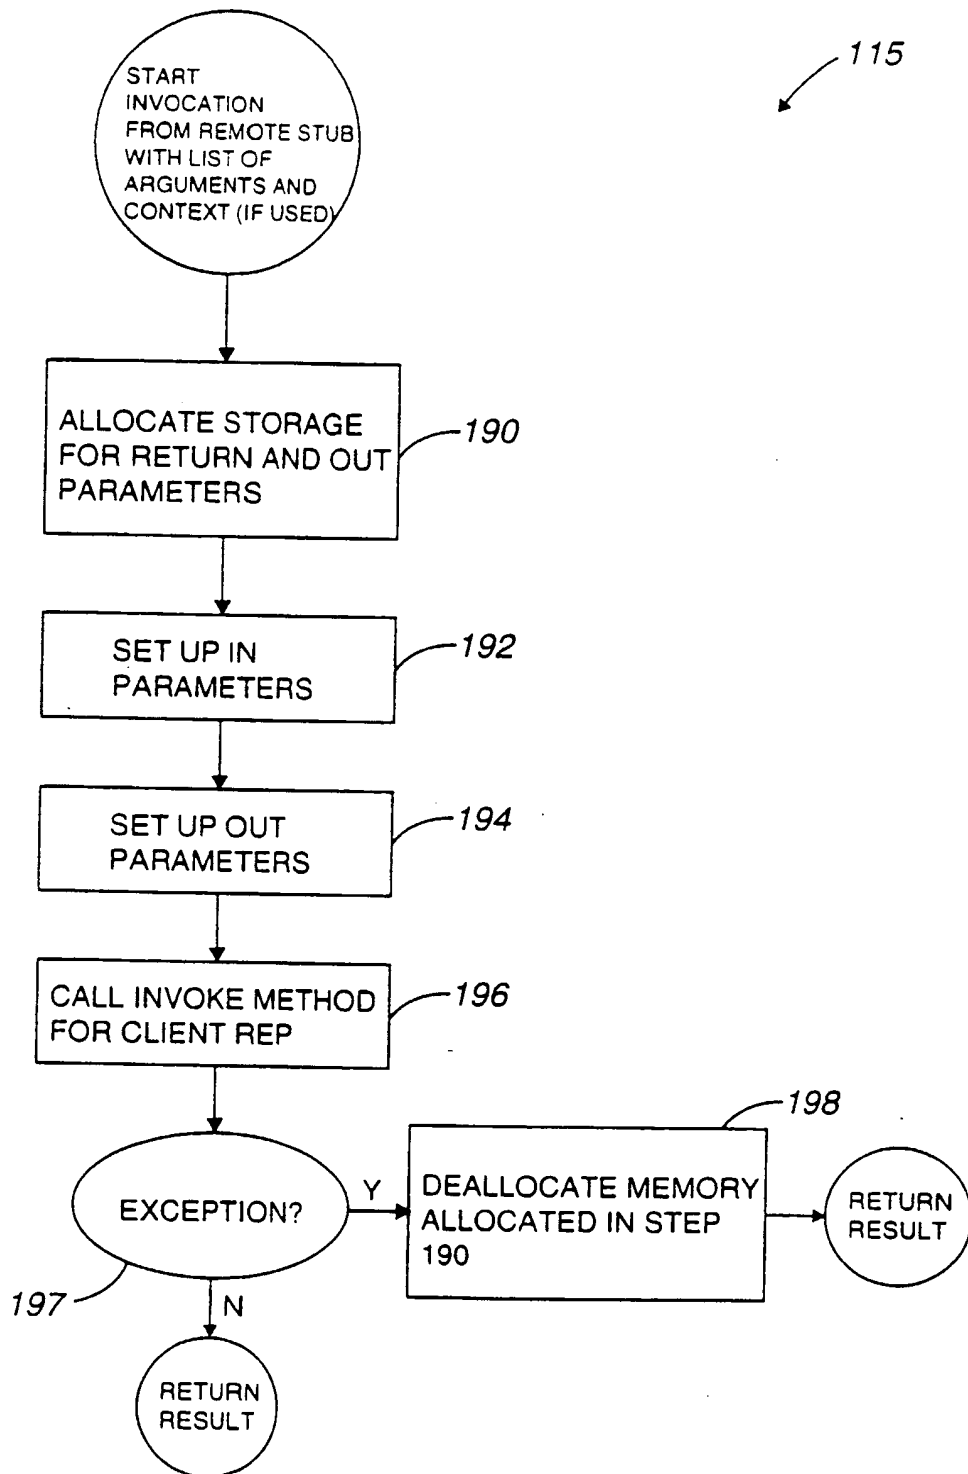 115
START
INVOCATION
FROM REMOTE STUB
WITH LIST OF
ARGUMENTS AND
CONTEXT (IF USED)
ALLOCATE STORAGE
FOR RETURN AND OUT
PARAMETERS
190
SET UP IN
PARAMETERS
192
SET UP OUT
PARAMETERS
194
CALL INVOKE METHOD
FOR CLIENT REP
196
EXCEPTION?
197
Y
N
198
DEALLOCATE MEMORY
ALLOCATED IN STEP
190
RETURN
RESULT
RETURN
RESULT